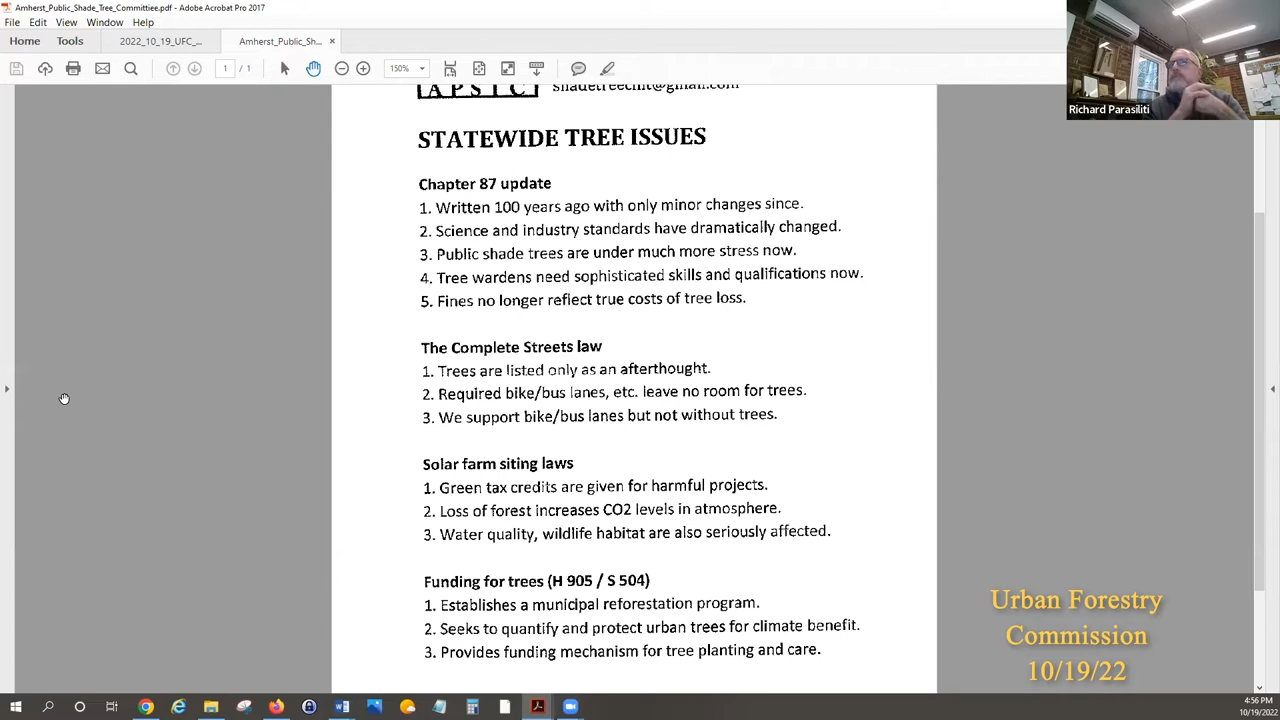 Amherst_Public_Shade_Tree_Committiee.pdf - Adobe Acrobat Pro 2017
File Edit View Window Help
Home Tools 2022_10_19_UFC_... Amherst_Public_Sh... ×
1 / 1 150%
Richard Parasiliti
APSTC shadetreecmt@gmail.com
STATEWIDE TREE ISSUES
Chapter 87 update
1. Written 100 years ago with only minor changes since.
2. Science and industry standards have dramatically changed.
3. Public shade trees are under much more stress now.
4. Tree wardens need sophisticated skills and qualifications now.
5. Fines no longer reflect true costs of tree loss.
The Complete Streets law
1. Trees are listed only as an afterthought.
2. Required bike/bus lanes, etc. leave no room for trees.
3. We support bike/bus lanes but not without trees.
Solar farm siting laws
1. Green tax credits are given for harmful projects.
2. Loss of forest increases CO2 levels in atmosphere.
3. Water quality, wildlife habitat are also seriously affected.
Funding for trees (H 905 / S 504)
1. Establishes a municipal reforestation program.
2. Seeks to quantify and protect urban trees for climate benefit.
3. Provides funding mechanism for tree planting and care.
Urban Forestry
Commission
10/19/22
4:56 PM
10/19/2022